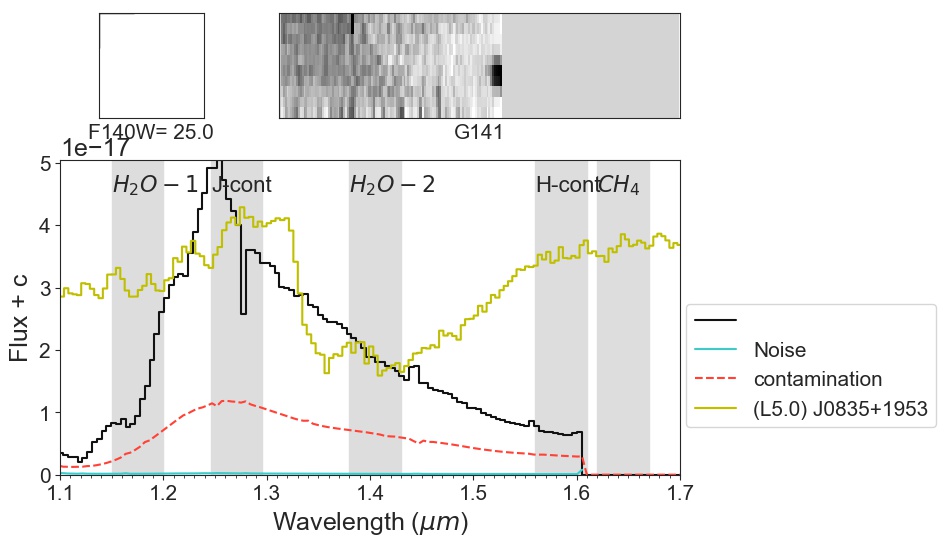 F140W= 25.0
G141
1e−17
H₂O − 1
J-cont
H₂O − 2
H-cont
CH₄
5
4
3
2
1
0
Flux + c
1.1
1.2
1.3
1.4
1.5
1.6
1.7
Wavelength (μm)
Noise
contamination
(L5.0) J0835+1953